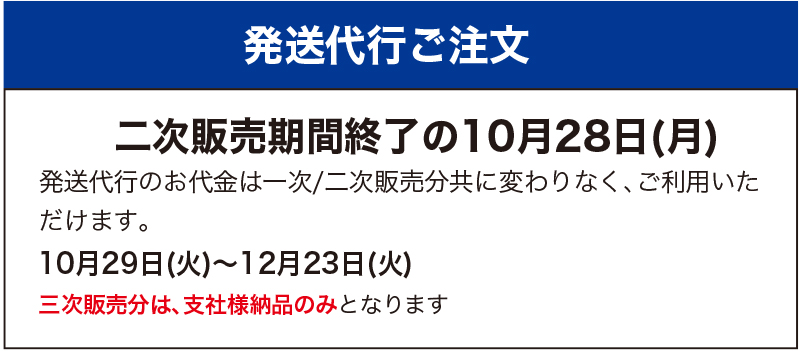 発送代行ご注文
二次販売期間終了の10月28日(月)
発送代行のお代金は一次/二次販売分共に変わりなく、ご利用いた
だけます。
10月29日(火)〜12月23日(火)
三次販売分は、支社様納品のみとなります